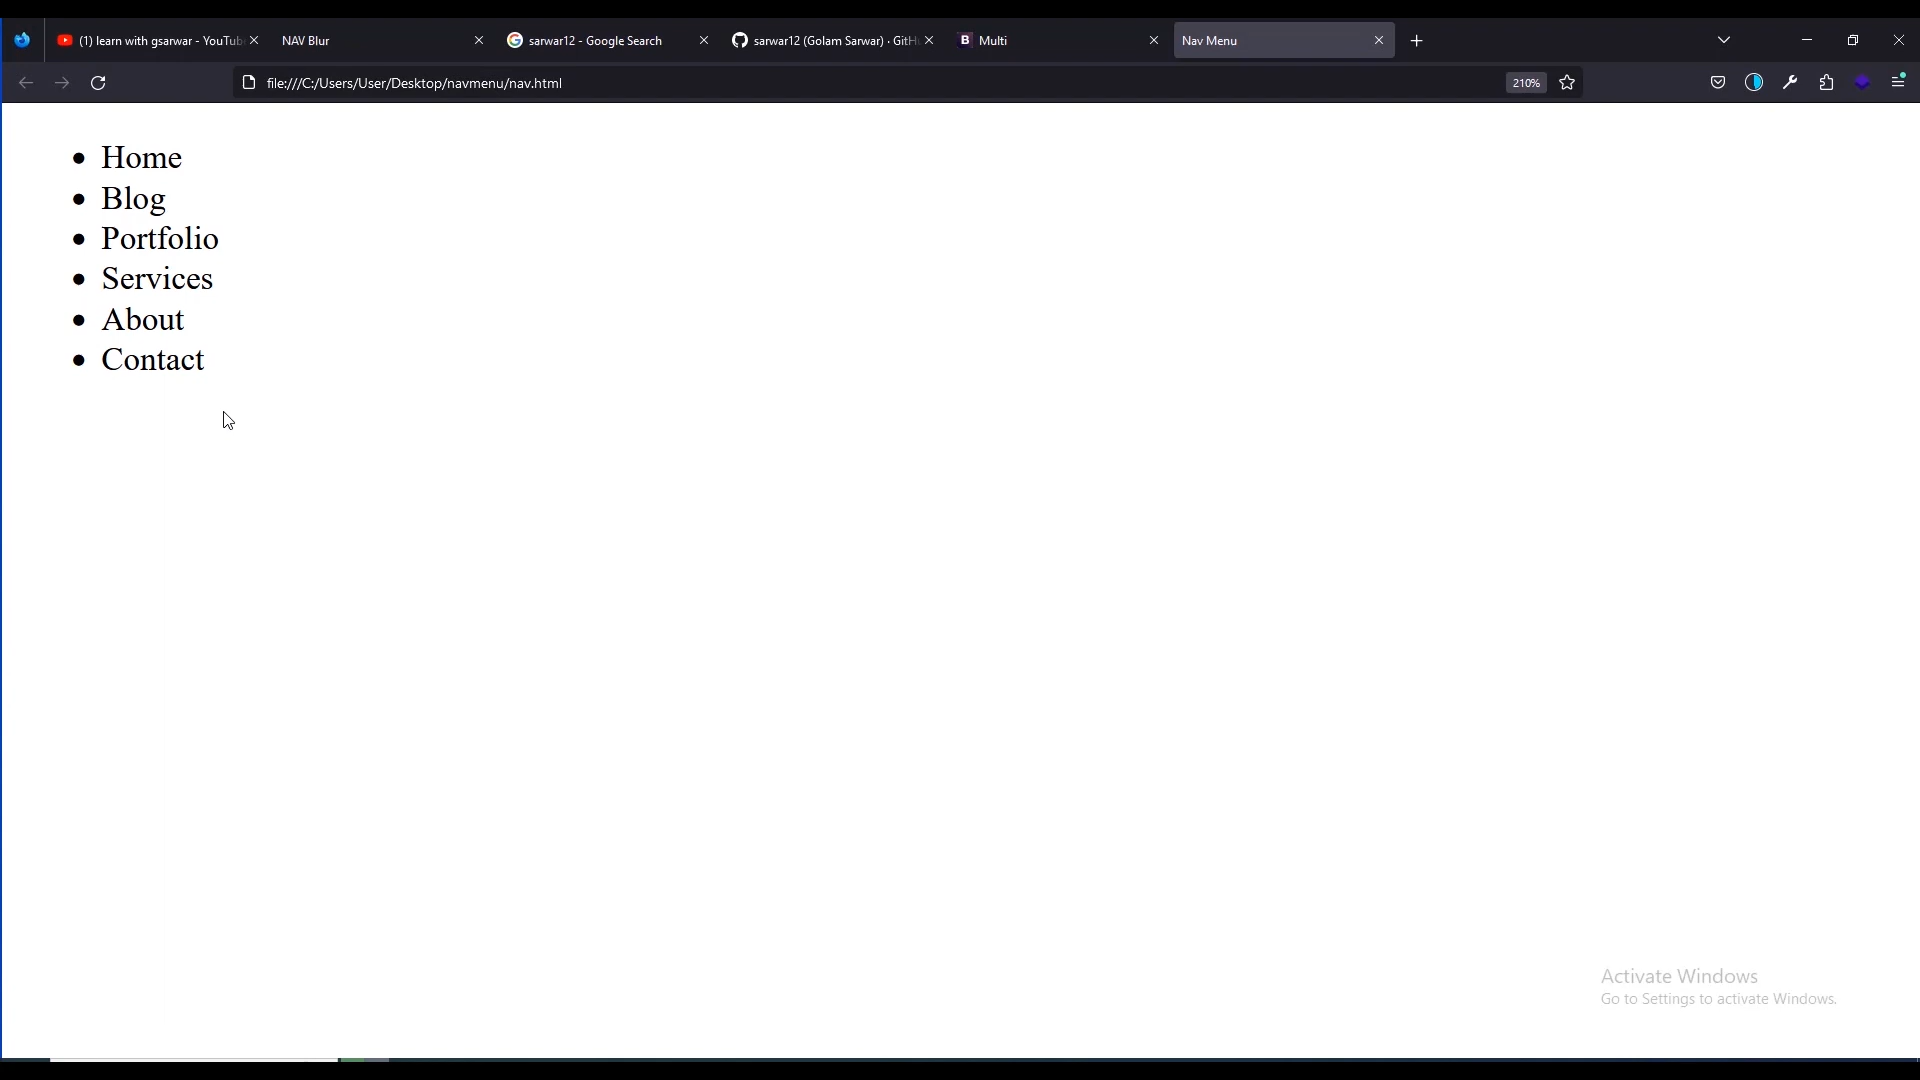 (1) learn with gsarwar - YouTub
NAV Blur
sarwar12 - Google Search
sarwar12 (Golam Sarwar) · GitH
B Multi
Nav Menu
file:///C:/Users/User/Desktop/navmenu/nav.html
210%
• Home
• Blog
• Portfolio
• Services
• About
• Contact
Activate Windows
Go to Settings to activate Windows.